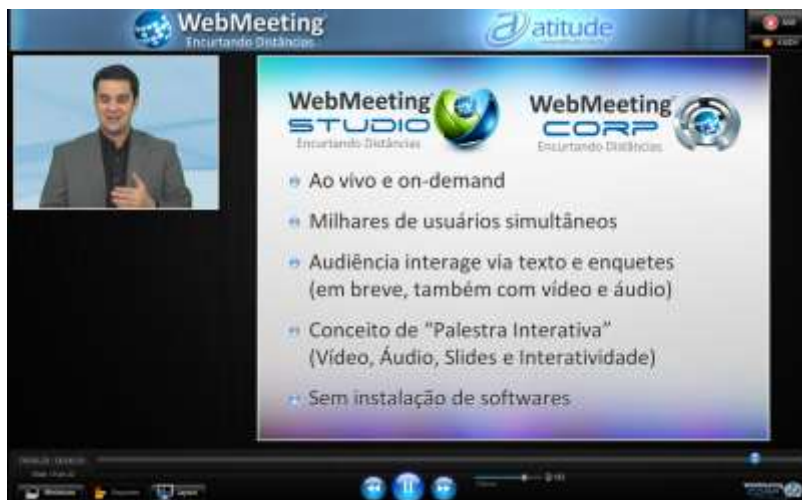 WebMeeting
Encurtando Distâncias
atitude
WebMeeting
STUDIO
Encurtando Distâncias
WebMeeting
CORP
Encurtando Distâncias
Ao vivo e on-demand
Milhares de usuários simultâneos
Audiência interage via texto e enquetes
(em breve, também com vídeo e áudio)
Conceito de “Palestra Interativa”
(Vídeo, Áudio, Slides e Interatividade)
Sem instalação de softwares